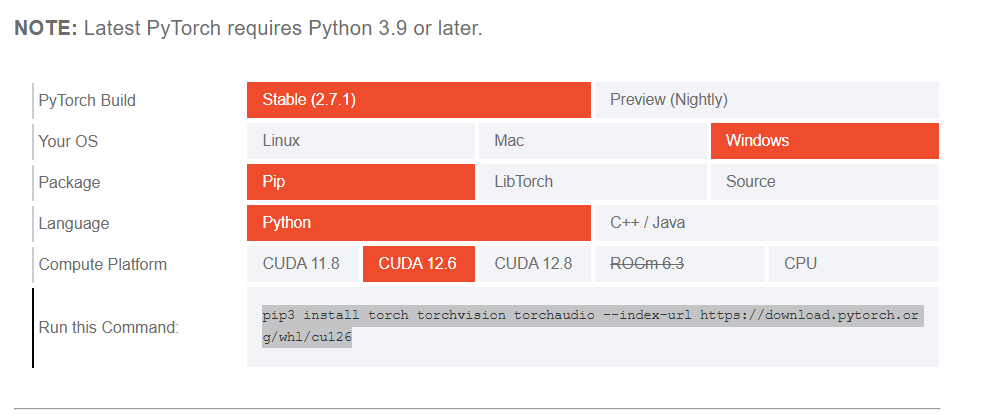 NOTE: Latest PyTorch requires Python 3.9 or later.
PyTorch Build
Stable (2.7.1)
Preview (Nightly)
Your OS
Linux
Mac
Windows
Package
Pip
LibTorch
Source
Language
Python
C++ / Java
Compute Platform
CUDA 11.8
CUDA 12.6
CUDA 12.8
ROCm 6.3
CPU
Run this Command:
pip3 install torch torchvision torchaudio --index-url https://download.pytorch.or
g/whl/cu126